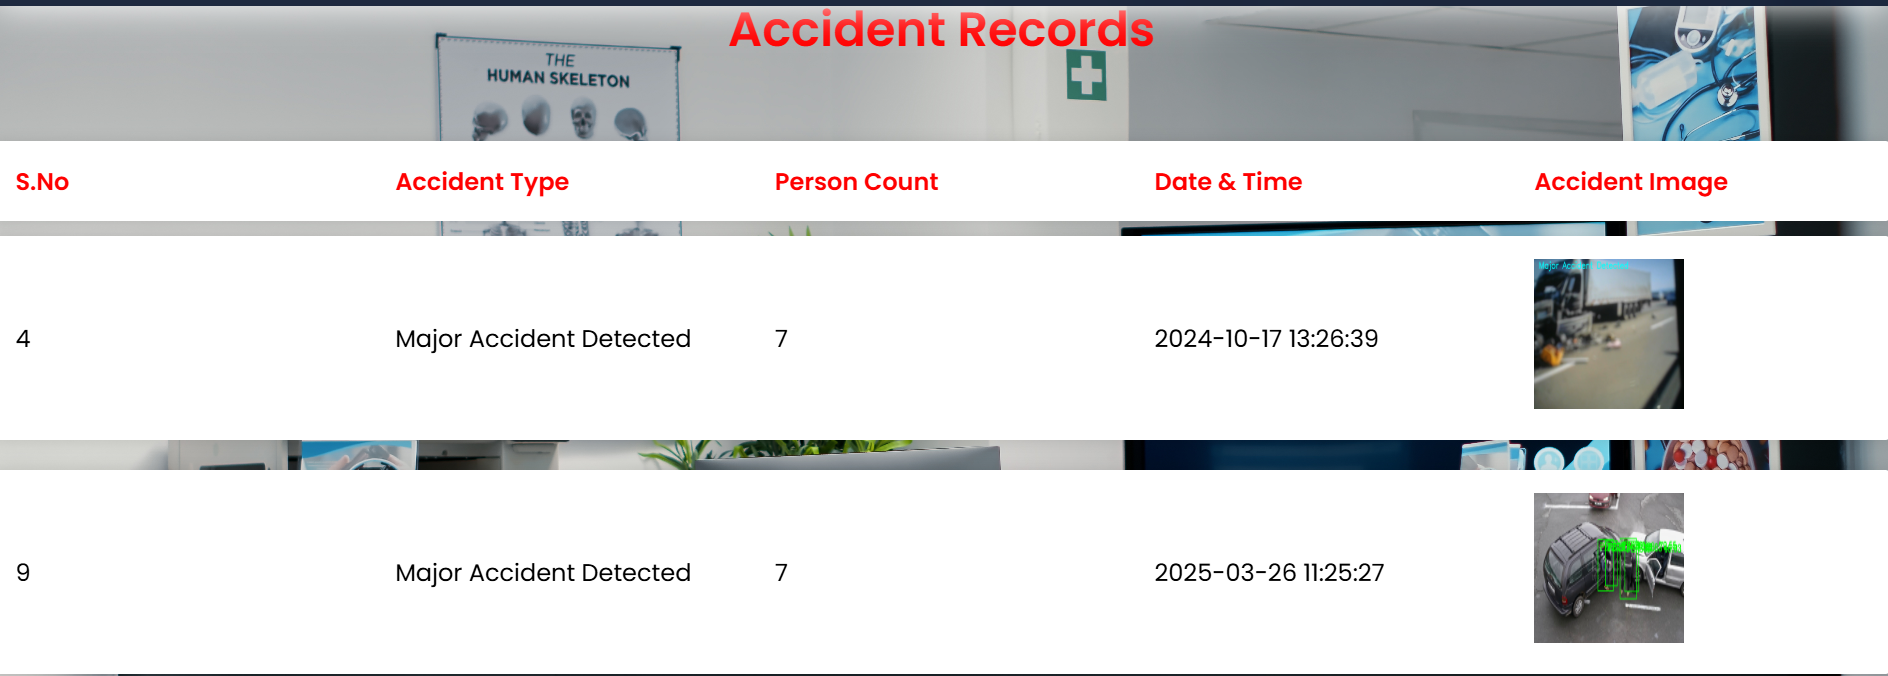 Accident Records
THE
HUMAN SKELETON
S.No Accident Type Person Count Date & Time Accident Image
4 Major Accident Detected 7 2024-10-17 13:26:39
Major Accident Detected
9 Major Accident Detected 7 2025-03-26 11:25:27